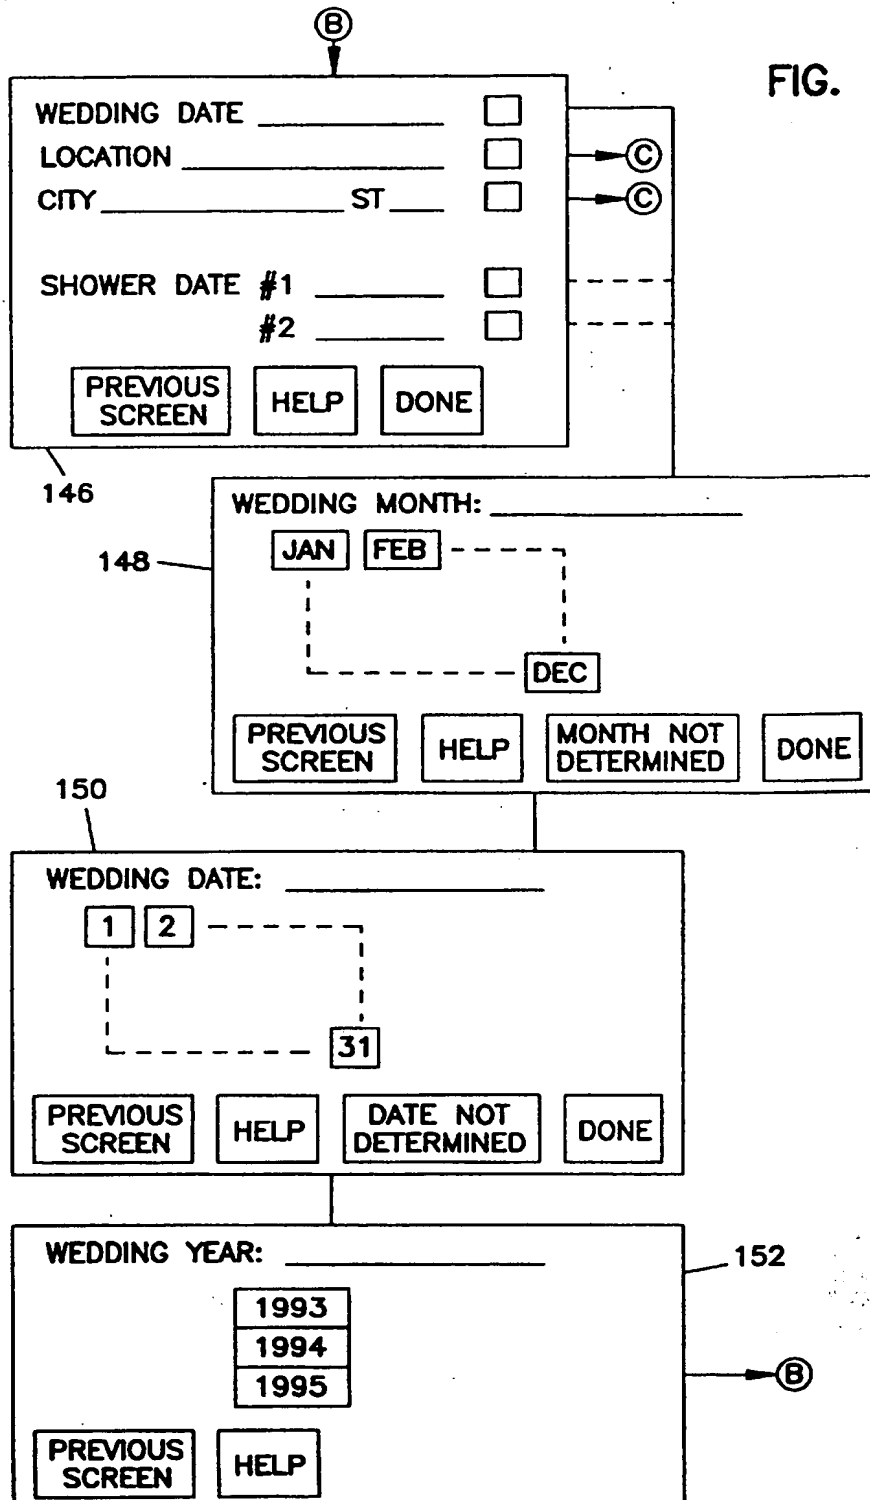 B
FIG.
WEDDING DATE
LOCATION
C
CITY ST
C
SHOWER DATE #1
#2
PREVIOUS SCREEN
HELP
DONE
146
WEDDING MONTH:
JAN FEB
148
DEC
PREVIOUS SCREEN
HELP
MONTH NOT DETERMINED
DONE
150
WEDDING DATE:
1 2
31
PREVIOUS SCREEN
HELP
DATE NOT DETERMINED
DONE
WEDDING YEAR:
152
1993
1994
1995
B
PREVIOUS SCREEN
HELP